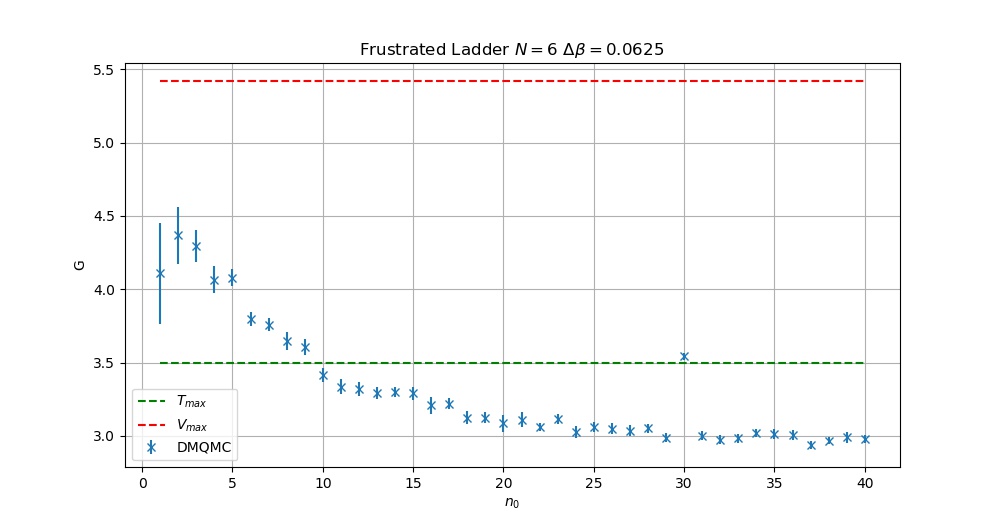 Frustrated Ladder N = 6 Δβ = 0.0625
5.5
5.0
4.5
4.0
3.5
3.0
G
T_max
V_max
DMQMC
0 5 10 15 20 25 30 35 40
n_0